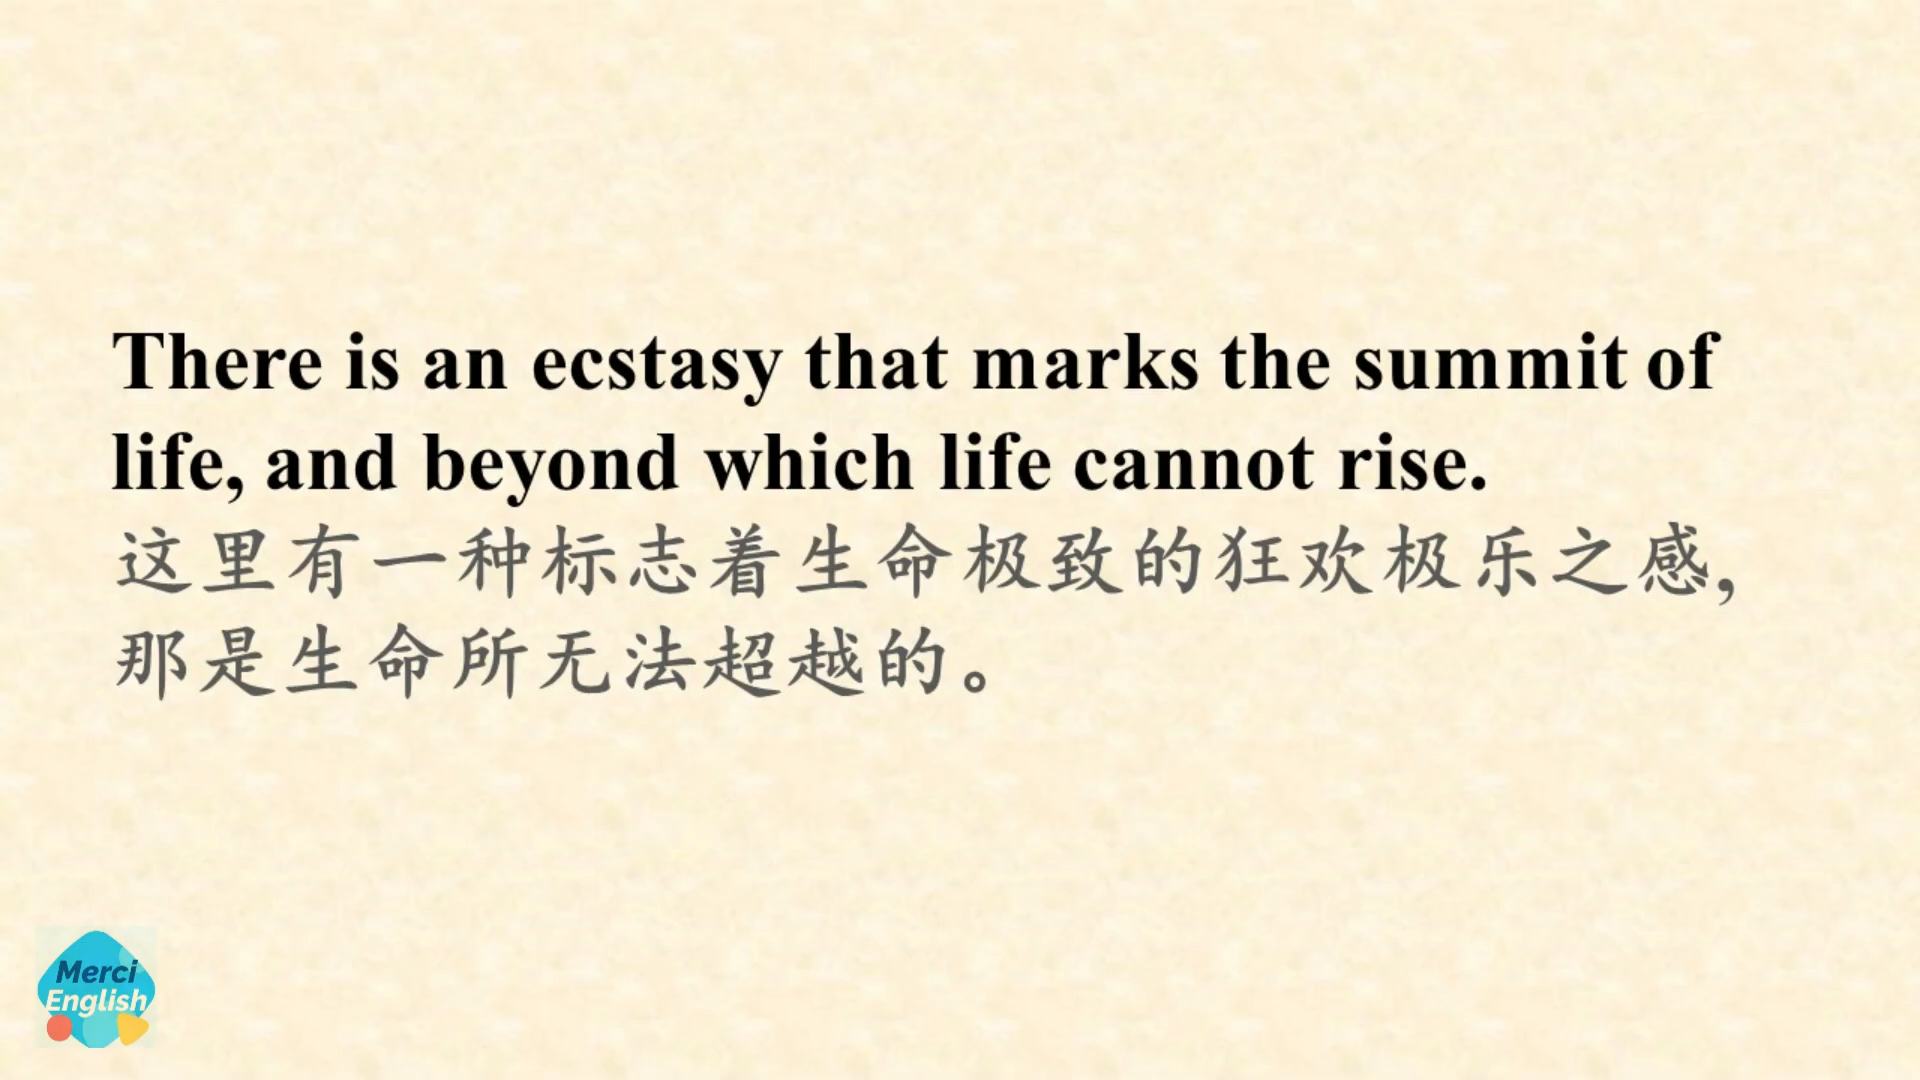 There is an ecstasy that marks the summit of
life, and beyond which life cannot rise.
这里有一种标志着生命极致的狂欢极乐之感,
那是生命所无法超越的。
Merci
English